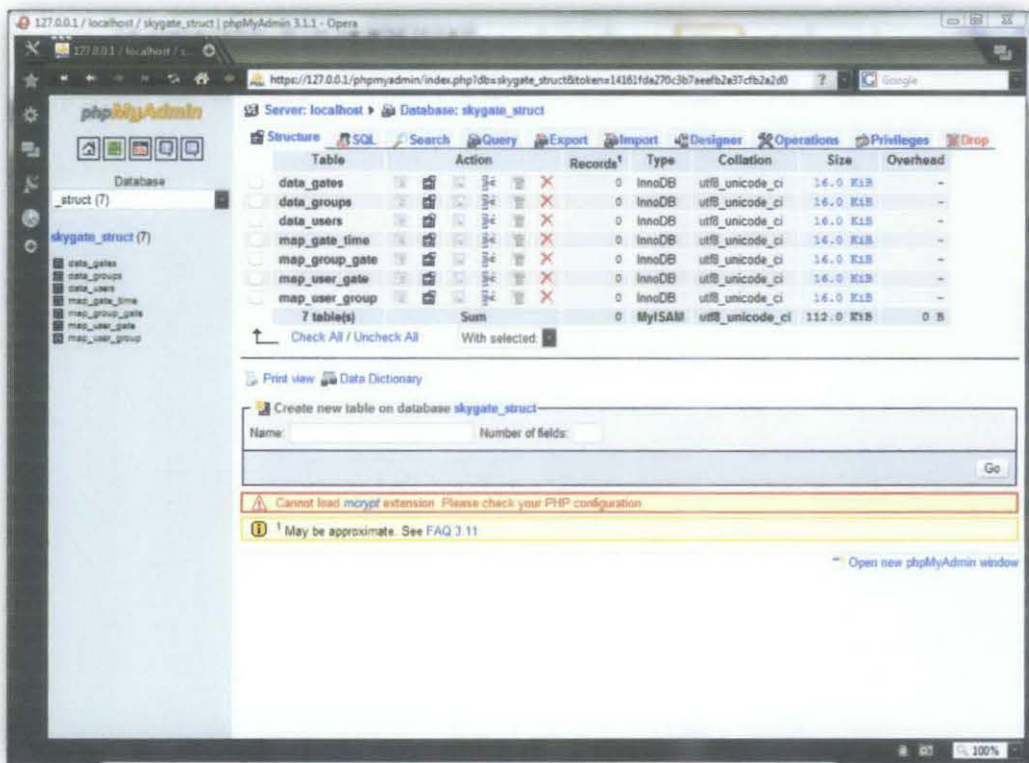 127.0.0.1 / localhost / skygate_struct | phpMyAdmin 3.1.1 - Opera
127.0.0.1 / localhost / s...
https://127.0.0.1/phpmyadmin/index.php?db=skygate_struct&token=14161fda270c3b7aeefb2a37cfb2a2d0 ? Google
phpMyAdmin
Database
_struct (7)
skygate_struct (7)
data_gates
data_groups
data_users
map_gate_time
map_group_gate
map_user_gate
map_user_group
Server: localhost Database: skygate_struct
Structure SQL Search Query Export Import Designer Operations Privileges Drop
Table Action Records¹ Type Collation Size Overhead
data_gates 0 InnoDB utf8_unicode_ci 16.0 KiB -
data_groups 0 InnoDB utf8_unicode_ci 16.0 KiB -
data_users 0 InnoDB utf8_unicode_ci 16.0 KiB -
map_gate_time 0 InnoDB utf8_unicode_ci 16.0 KiB -
map_group_gate 0 InnoDB utf8_unicode_ci 16.0 KiB -
map_user_gate 0 InnoDB utf8_unicode_ci 16.0 KiB -
map_user_group 0 InnoDB utf8_unicode_ci 16.0 KiB -
7 table(s) Sum 0 MyISAM utf8_unicode_ci 112.0 KiB 0 B
Check All / Uncheck All With selected:
Print view Data Dictionary
Create new table on database skygate_struct
Name: Number of fields:
Go
Cannot load mcrypt extension. Please check your PHP configuration
¹ May be approximate. See FAQ 3.11
Open new phpMyAdmin window
100%